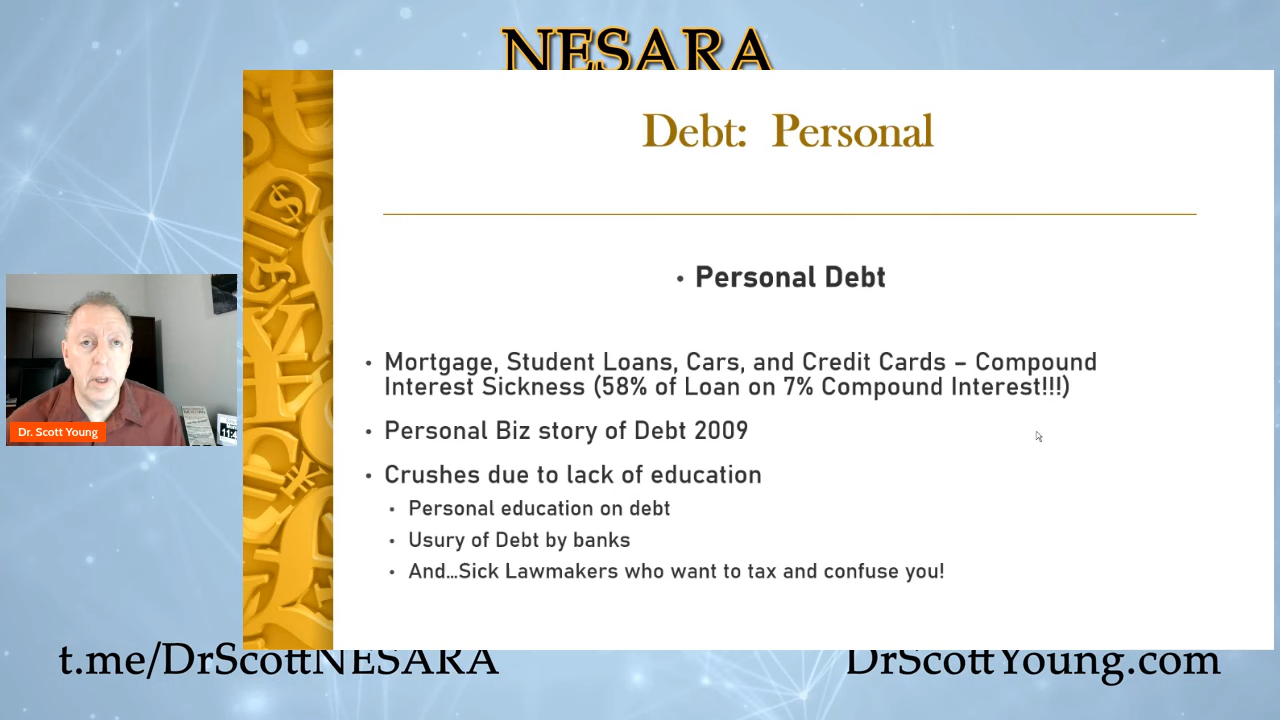 NESARA
Debt: Personal
• Personal Debt
• Mortgage, Student Loans, Cars, and Credit Cards – Compound
Interest Sickness (58% of Loan on 7% Compound Interest!!!)
• Personal Biz story of Debt 2009
• Crushes due to lack of education
• Personal education on debt
• Usury of Debt by banks
• And...Sick Lawmakers who want to tax and confuse you!
Dr. Scott Young
t.me/DrScottNESARA
DrScottYoung.com